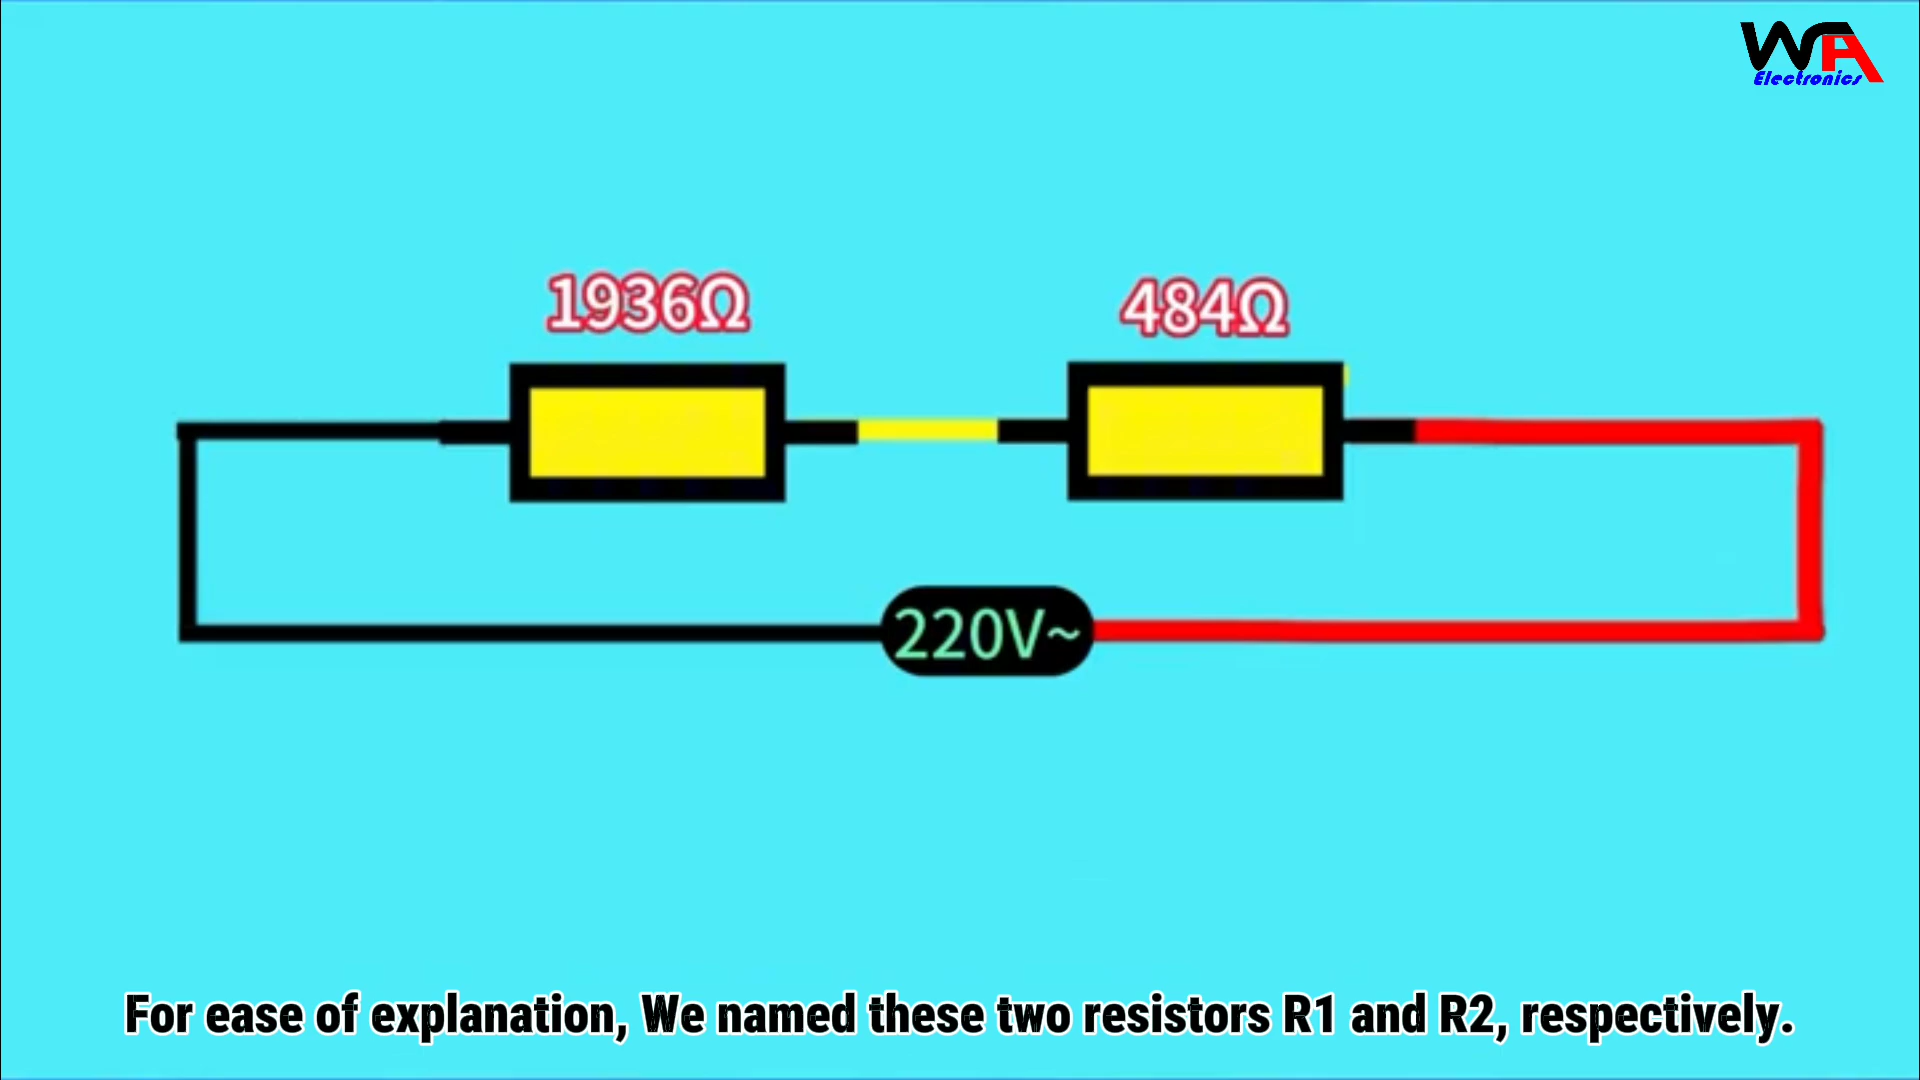 WA
Electronics
1936Ω
484Ω
220V~
For ease of explanation, We named these two resistors R1 and R2, respectively.